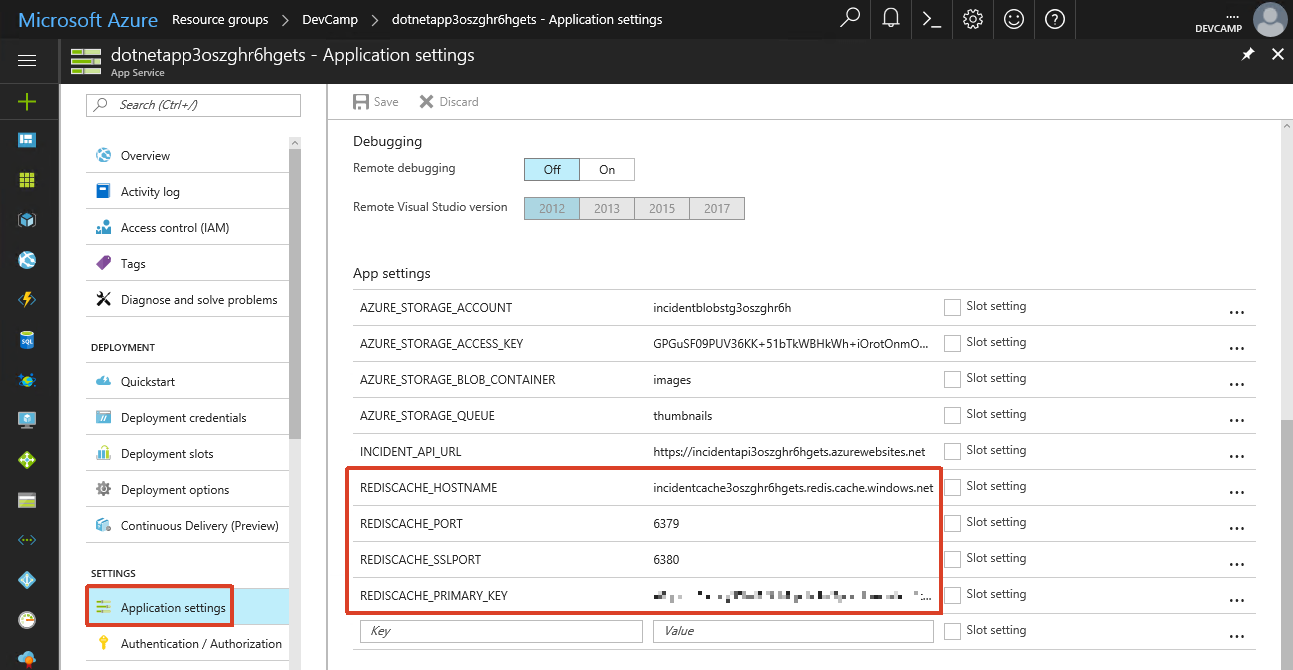 Microsoft Azure Resource groups > DevCamp > dotnetapp3oszghr6hgets - Application settings
....
DEVCAMP
dotnetapp3oszghr6hgets - Application settings
App Service
Search (Ctrl+/)
Overview
Activity log
Access control (IAM)
Tags
Diagnose and solve problems
DEPLOYMENT
Quickstart
Deployment credentials
Deployment slots
Deployment options
Continuous Delivery (Preview)
SETTINGS
Application settings
Authentication / Authorization
Save Discard
Debugging
Remote debugging Off On
Remote Visual Studio version 2012 2013 2015 2017
App settings
AZURE_STORAGE_ACCOUNT incidentblobstg3oszghr6h Slot setting ...
AZURE_STORAGE_ACCESS_KEY GPGuSF09PUV36KK+51bTkWBHkWh+iOrotOnmO... Slot setting ...
AZURE_STORAGE_BLOB_CONTAINER images Slot setting ...
AZURE_STORAGE_QUEUE thumbnails Slot setting ...
INCIDENT_API_URL https://incidentapi3oszghr6hgets.azurewebsites.net Slot setting ...
REDISCACHE_HOSTNAME incidentcache3oszghr6hgets.redis.cache.windows.net Slot setting ...
REDISCACHE_PORT 6379 Slot setting ...
REDISCACHE_SSLPORT 6380 Slot setting ...
REDISCACHE_PRIMARY_KEY Slot setting ...
Key Value Slot setting ...